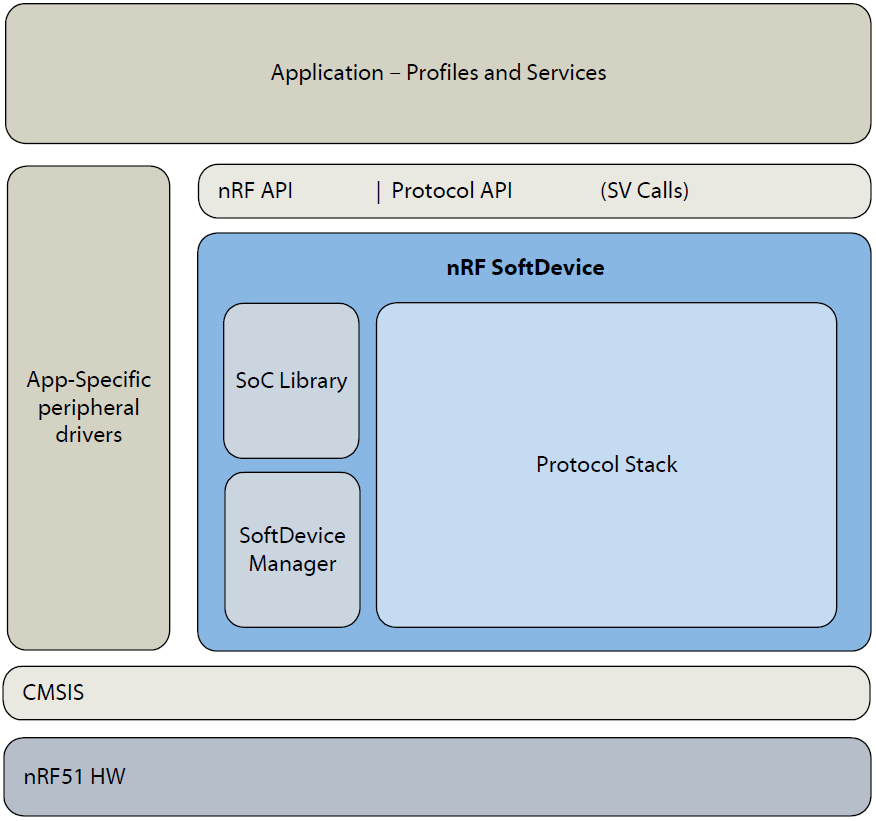 Application – Profiles and Services
nRF API | Protocol API (SV Calls)
nRF SoftDevice
App-Specific
peripheral
drivers
SoC Library
Protocol Stack
SoftDevice
Manager
CMSIS
nRF51 HW